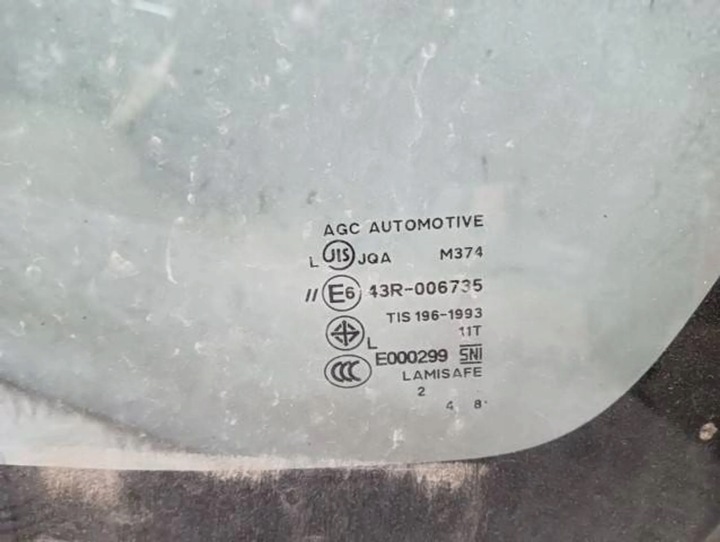 AGC AUTOMOTIVE
L JIS JQA M374
// E6 43R-006735
TIS 196-1993
L 11T
CCC E000299 SNI
LAMISAFE
2
4 8